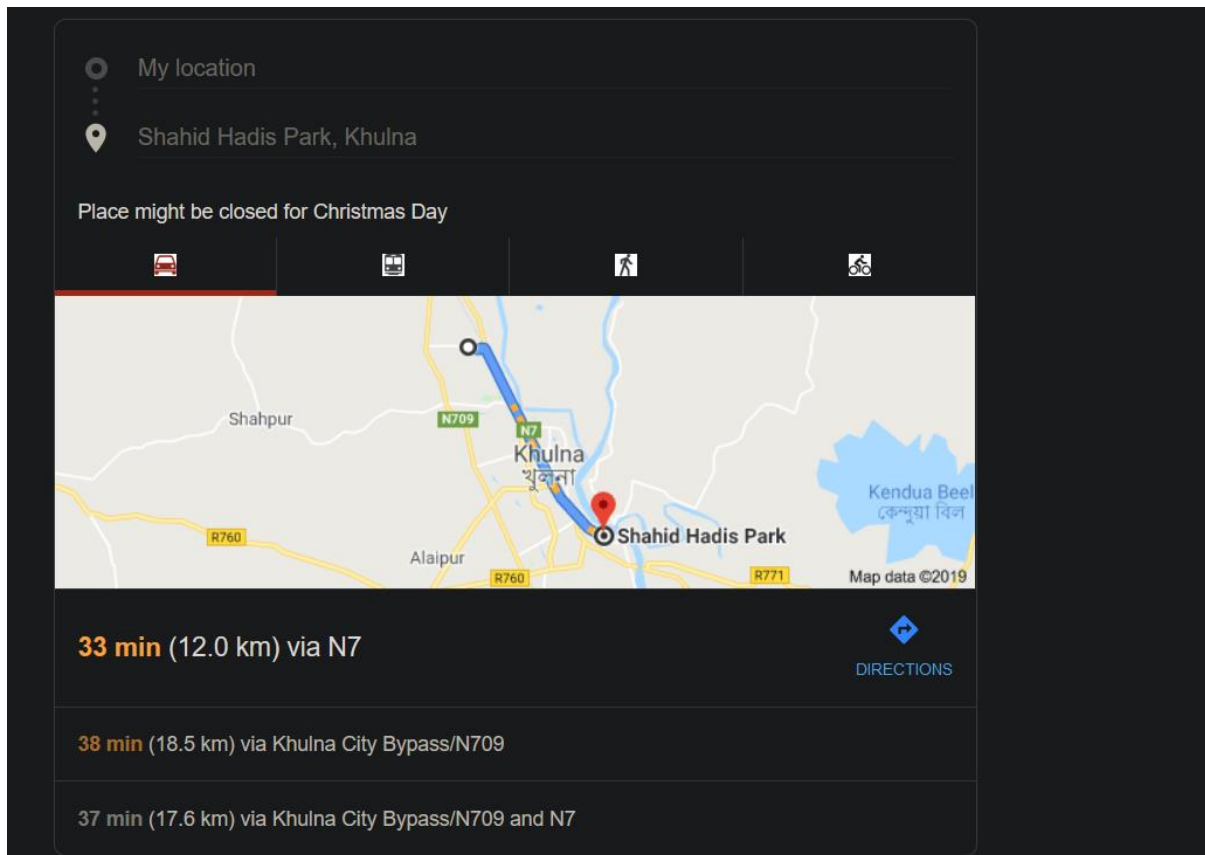 My location
Shahid Hadis Park, Khulna
Place might be closed for Christmas Day
Shahpur
N709
N7
Khulna
খুলনা
Kendua Beel
কেন্দুয়া বিল
Shahid Hadis Park
R760
Alaipur
R760
R771
Map data ©2019
33 min (12.0 km) via N7
DIRECTIONS
38 min (18.5 km) via Khulna City Bypass/N709
37 min (17.6 km) via Khulna City Bypass/N709 and N7